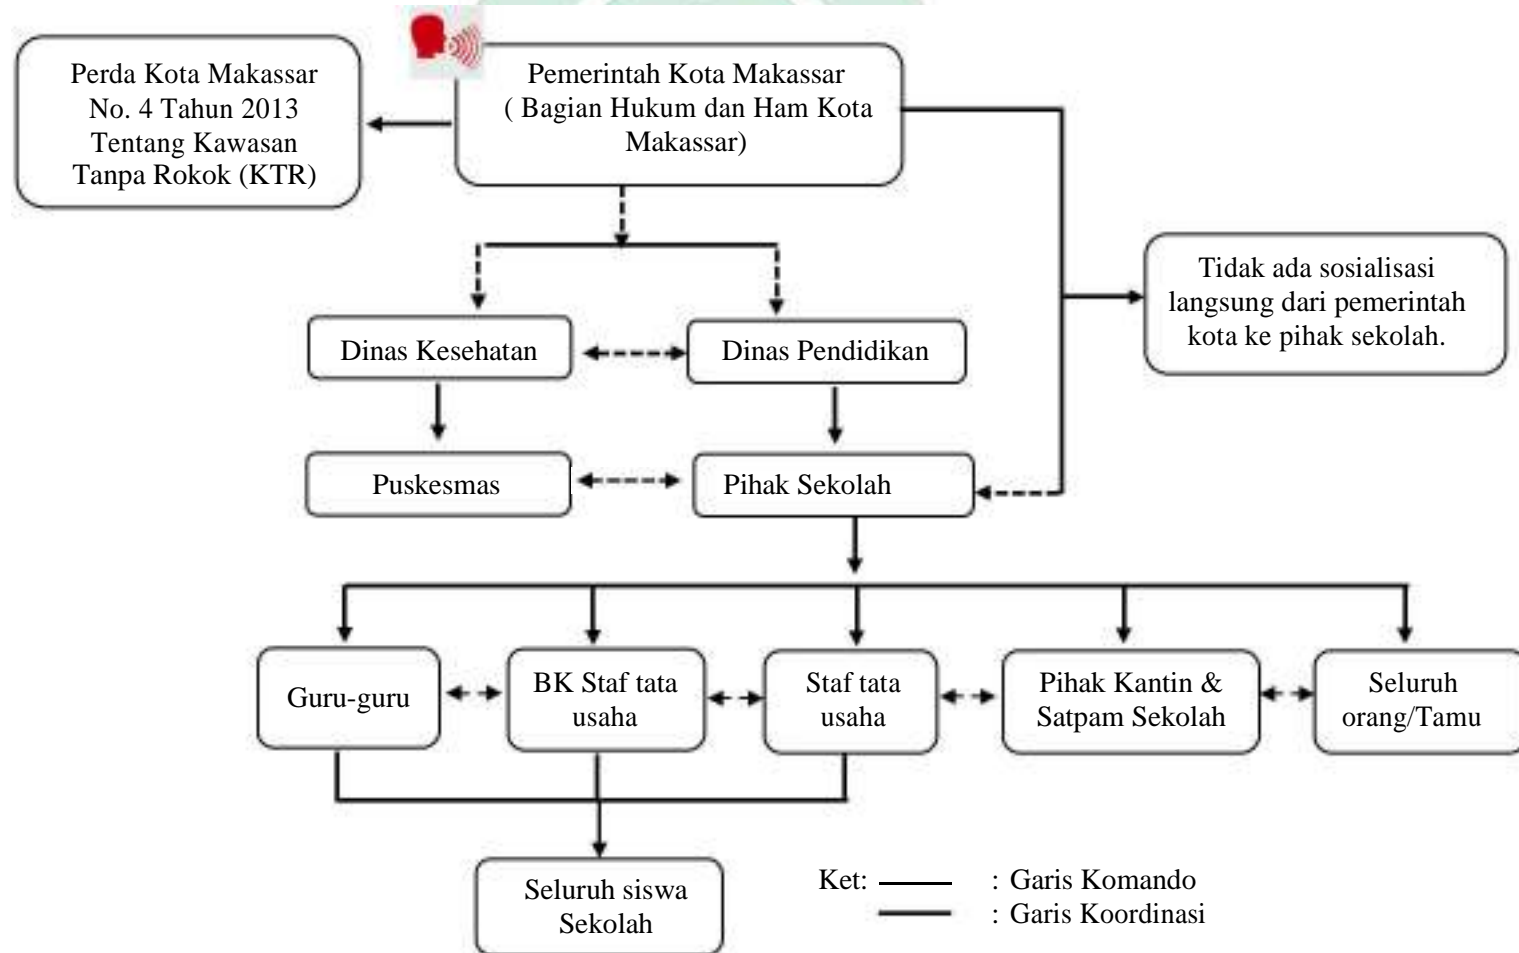 Perda Kota Makassar
No. 4 Tahun 2013
Tentang Kawasan
Tanpa Rokok (KTR)
Pemerintah Kota Makassar
( Bagian Hukum dan Ham Kota
Makassar)
Tidak ada sosialisasi
langsung dari pemerintah
kota ke pihak sekolah.
Dinas Kesehatan
Dinas Pendidikan
Puskesmas
Pihak Sekolah
Guru-guru
BK Staf tata
usaha
Staf tata
usaha
Pihak Kantin &
Satpam Sekolah
Seluruh
orang/Tamu
Seluruh siswa
Sekolah
Ket: : Garis Komando
: Garis Koordinasi